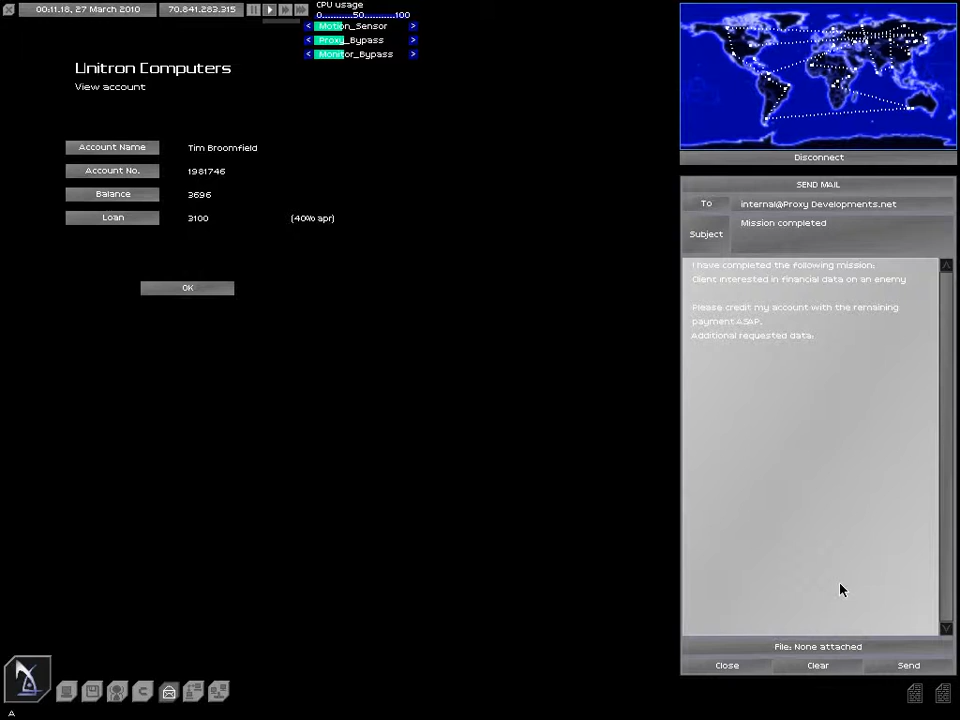 00:11.18, 27 March 2010
70.841.283.315
CPU usage
0..........50..........100
Motion_Sensor
Proxy_Bypass
Monitor_Bypass
Unitron Computers
View account
Account Name Tim Broomfield
Account No. 1981746
Balance 3696
Loan 3100 (40% apr)
OK
Disconnect
SEND MAIL
To internal@Proxy Developments.net
Subject Mission completed
I have completed the following mission:
Client interested in financial data on an enemy
Please credit my account with the remaining
payment ASAP.
Additional requested data:
File: None attached
Close Clear Send
A